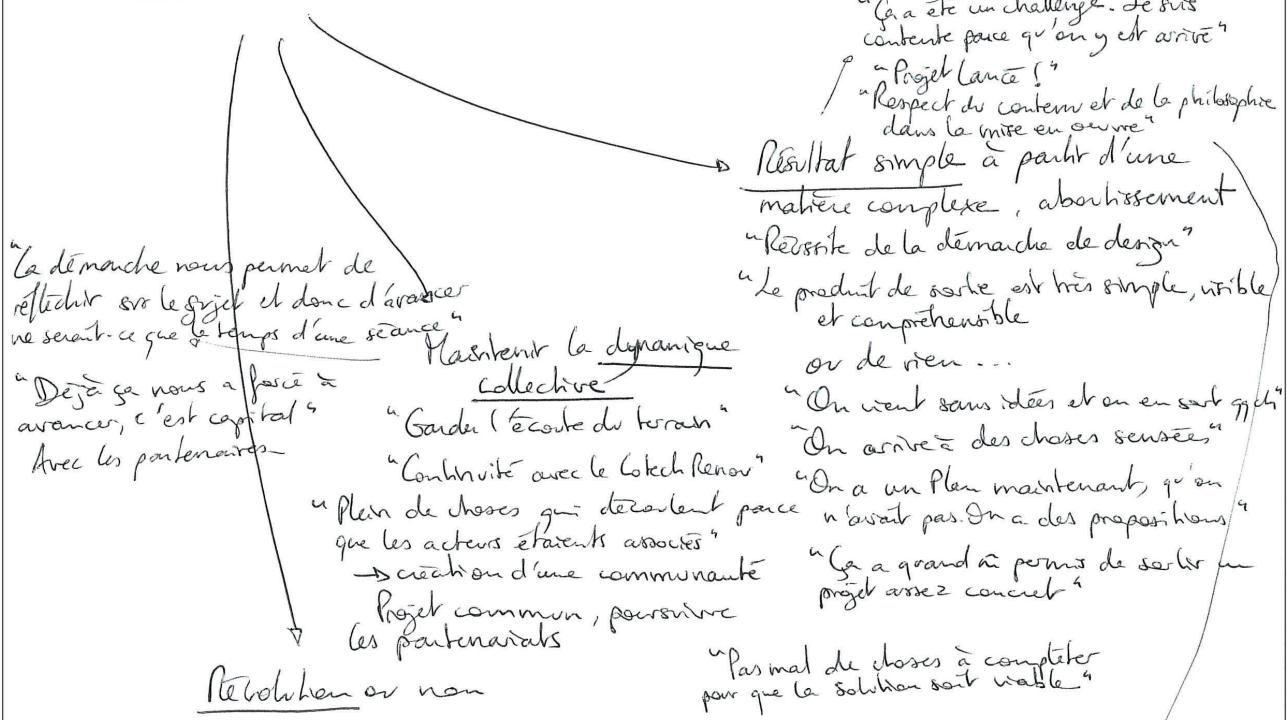 "Ça a été un challenge. Je suis
contente parce qu'on y est arrivé"
"Projet lancé !"
"Respect du contenu et de la philosophie
dans la mise en oeuvre"
Résultat simple à partir d'une
matière complexe, aboutissement
"Réussite de la démarche de design"
"Le produit de sortie est très simple, visible
et compréhensible
ou de rien ...
"On vient sans idées et on en sort qqch"
"On arrive à des choses sensées"
"On a un Plan maintenant, qu'on
n'avait pas. On a des propositions"
"Ça a quand m̂ permis de sortir un
projet assez concret"
"Pas mal de choses à compléter
pour que la solution soit viable"
"La démarche nous permet de
réfléchir sur le sujet et donc d'avancer
ne serait-ce que le temps d'une séance"
"Déjà ça nous a forcé à
avancer, c'est capital"
Avec les partenaires
Maintenir la dynamique
collective
"Garder l'écoute du terrain"
"Continuité avec le Cotech Renov"
"Plein de choses qui découlent parce
que les acteurs étaients associés"
→ création d'une communauté
Projet commun, poursuivre
les partenariats
Révolution ou non